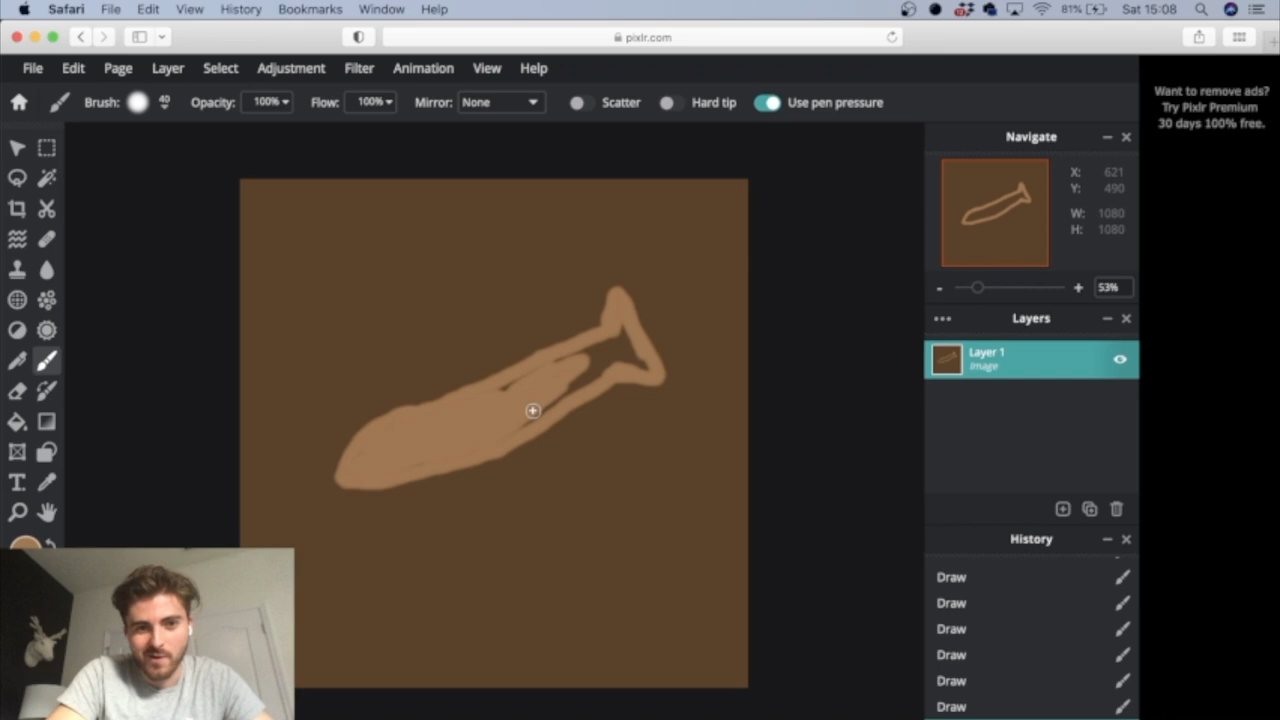 Safari File Edit View History Bookmarks Window Help 81% Sat 15:08
pixlr.com
File Edit Page Layer Select Adjustment Filter Animation View Help
Brush: 40 Opacity: 100% Flow: 100% Mirror: None Scatter Hard tip Use pen pressure
Want to remove ads?
Try Pixlr Premium
30 days 100% free.
Navigate
X: 621
Y: 490
W: 1080
H: 1080
53%
Layers
Layer 1
Image
History
Draw
Draw
Draw
Draw
Draw
Draw